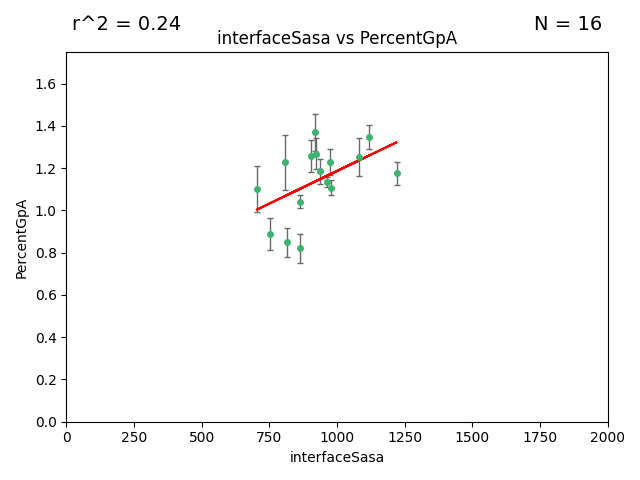 r^2 = 0.24
N = 16
interfaceSasa vs PercentGpA
PercentGpA
1.6
1.4
1.2
1.0
0.8
0.6
0.4
0.2
0.0
0 250 500 750 1000 1250 1500 1750 2000
interfaceSasa